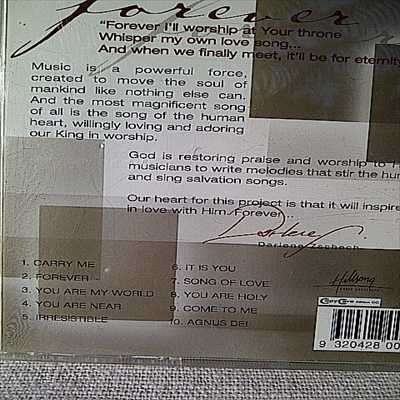 forever
"Forever I'll worship at Your throne
Whisper my own love song...
And when we finally meet, it'll be for eternity
Music is a powerful force,
created to move the soul of
mankind like nothing else can.
And the most magnificent song
of all is the song of the human
heart, willingly loving and adoring
our King in worship.
God is restoring praise and worship to H
musicians to write melodies that stir the hu
and sing salvation songs.
Our heart for this project is that it will inspire
in love with Him. Forever
Darlene Zschech
1. CARRY ME
2. FOREVER
3. YOU ARE MY WORLD
4. YOU ARE NEAR
5. IRRESISTIBLE
6. IT IS YOU
7. SONG OF LOVE
8. YOU ARE HOLY
9. COME TO ME
10. AGNUS DEI
Hillsong
CopyCare
9 320428 00